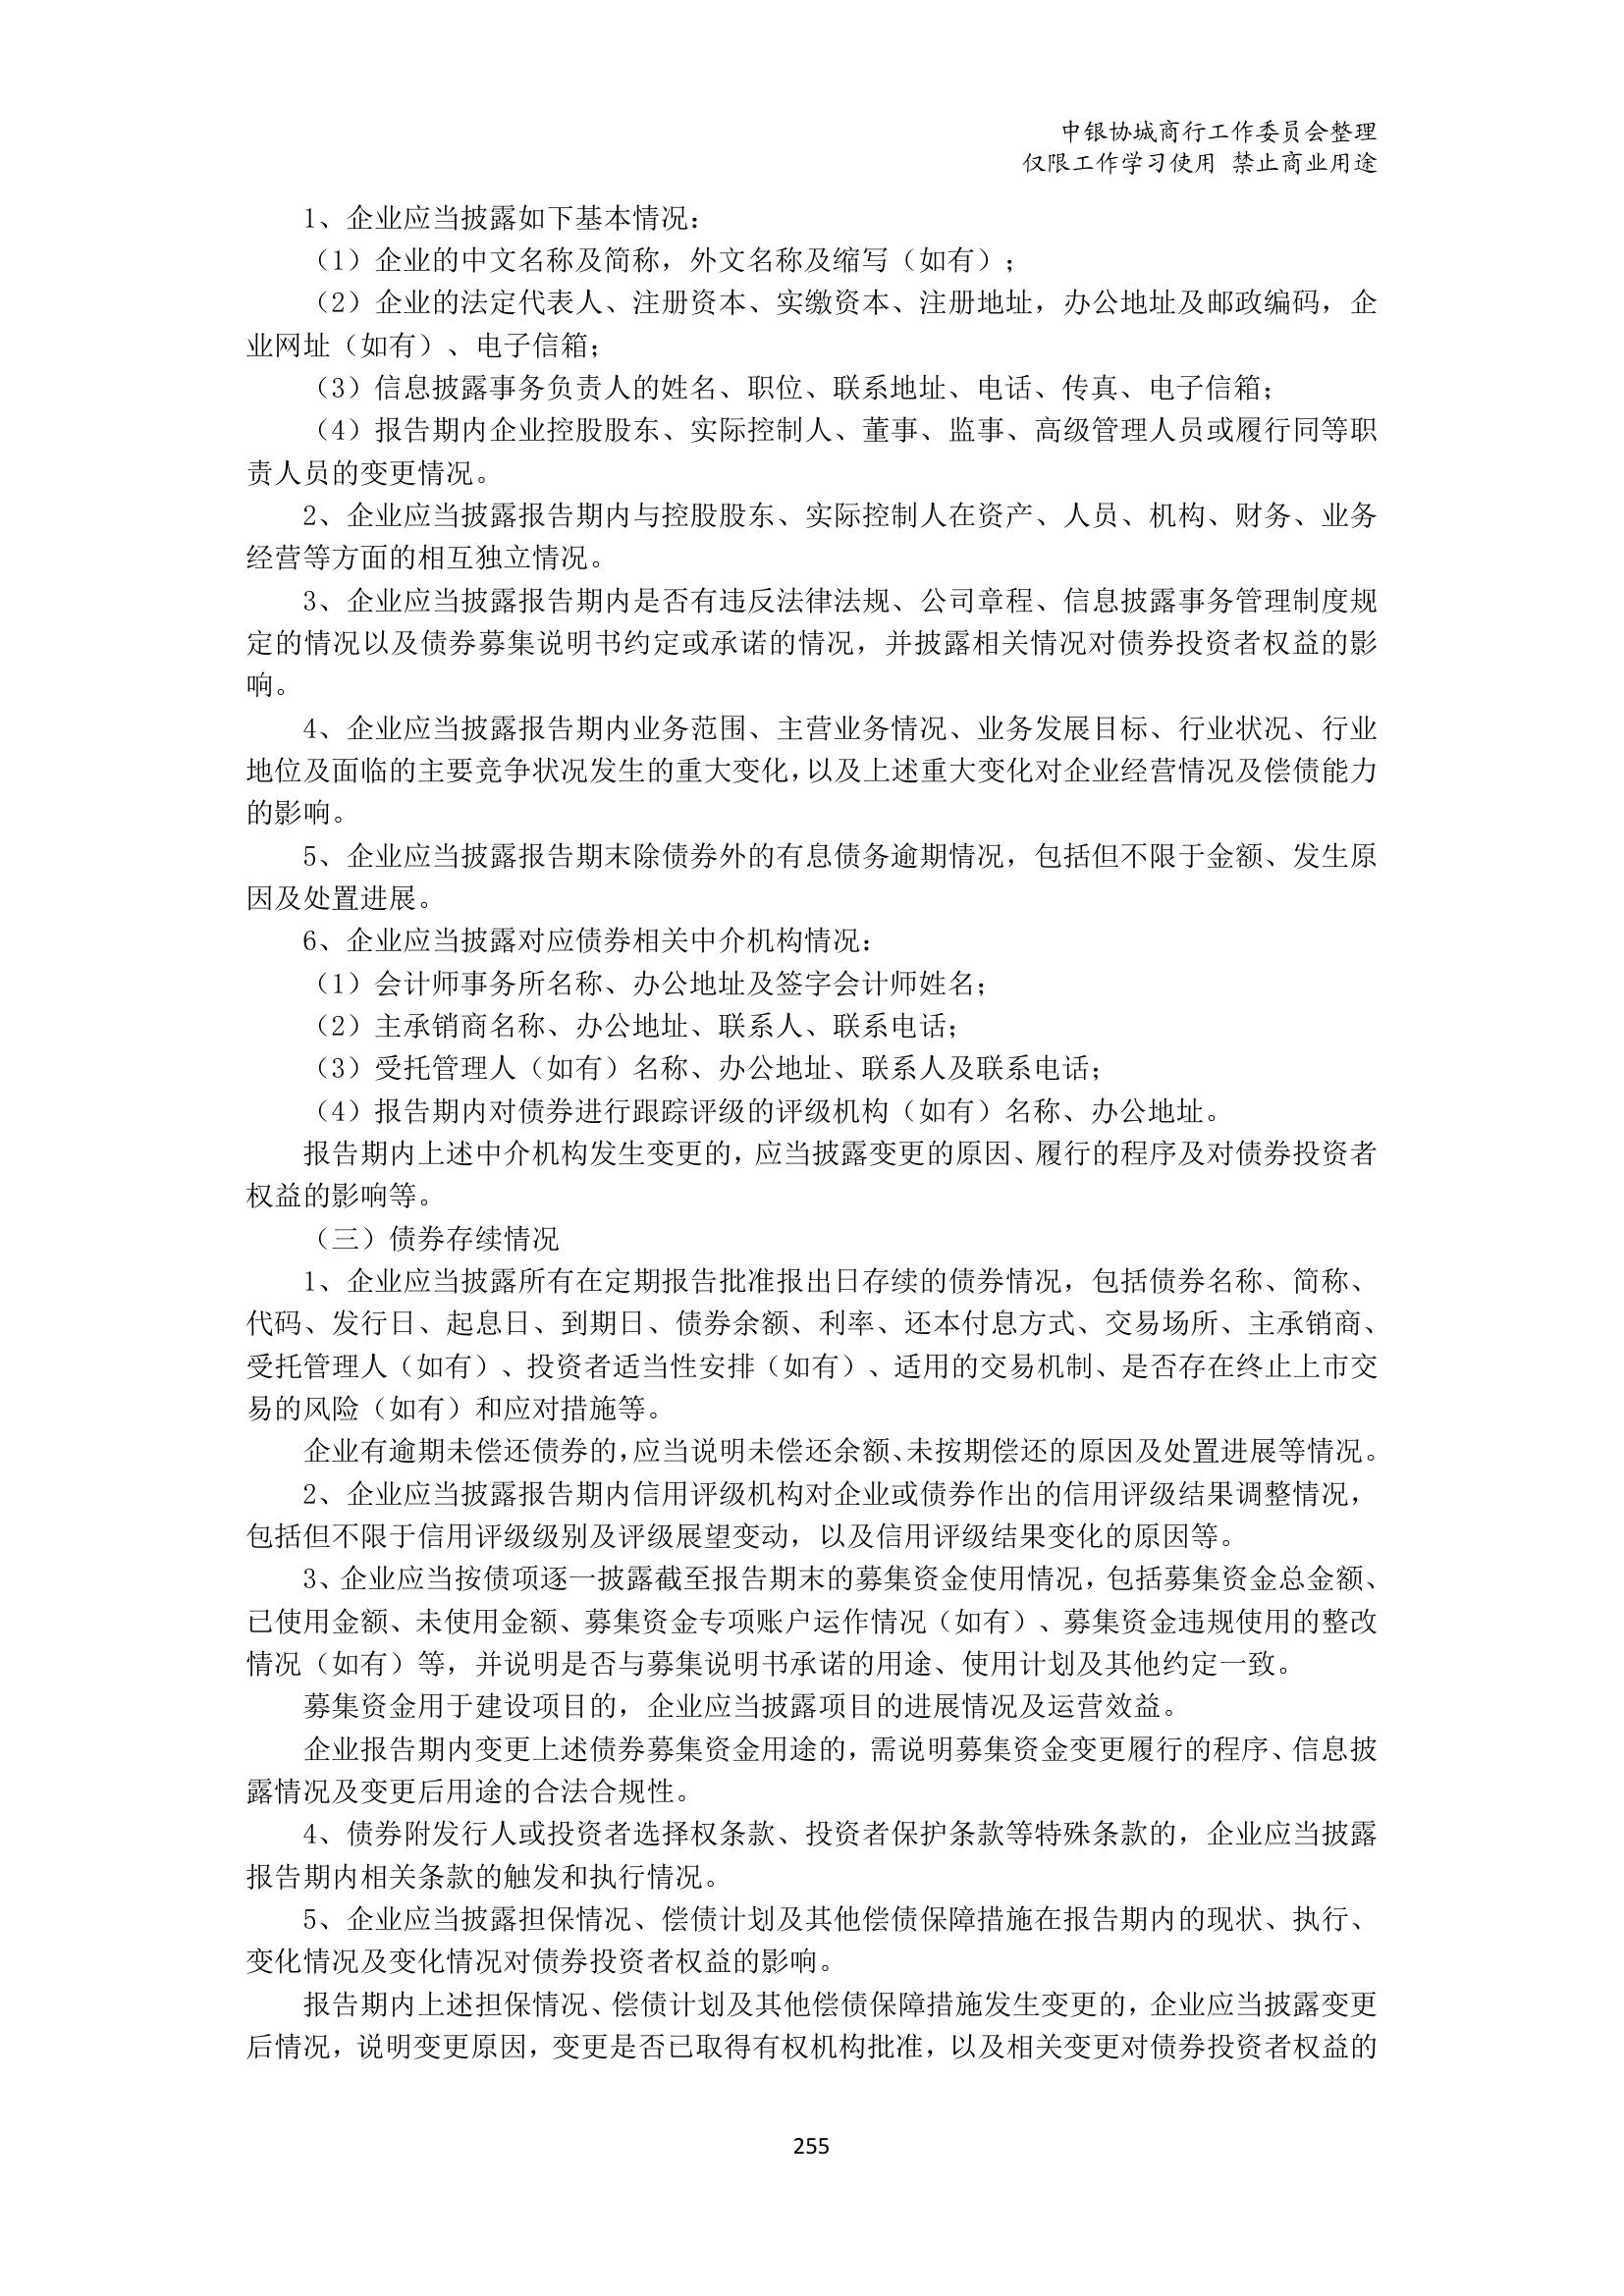 中银协城商行工作委员会整理
仅限工作学习使用 禁止商业用途
1、企业应当披露如下基本情况：
（1）企业的中文名称及简称，外文名称及缩写（如有）；
（2）企业的法定代表人、注册资本、实缴资本、注册地址，办公地址及邮政编码，企
业网址（如有）、电子信箱；
（3）信息披露事务负责人的姓名、职位、联系地址、电话、传真、电子信箱；
（4）报告期内企业控股股东、实际控制人、董事、监事、高级管理人员或履行同等职
责人员的变更情况。
2、企业应当披露报告期内与控股股东、实际控制人在资产、人员、机构、财务、业务
经营等方面的相互独立情况。
3、企业应当披露报告期内是否有违反法律法规、公司章程、信息披露事务管理制度规
定的情况以及债券募集说明书约定或承诺的情况，并披露相关情况对债券投资者权益的影
响。
4、企业应当披露报告期内业务范围、主营业务情况、业务发展目标、行业状况、行业
地位及面临的主要竞争状况发生的重大变化，以及上述重大变化对企业经营情况及偿债能力
的影响。
5、企业应当披露报告期末除债券外的有息债务逾期情况，包括但不限于金额、发生原
因及处置进展。
6、企业应当披露对应债券相关中介机构情况：
（1）会计师事务所名称、办公地址及签字会计师姓名；
（2）主承销商名称、办公地址、联系人、联系电话；
（3）受托管理人（如有）名称、办公地址、联系人及联系电话；
（4）报告期内对债券进行跟踪评级的评级机构（如有）名称、办公地址。
报告期内上述中介机构发生变更的，应当披露变更的原因、履行的程序及对债券投资者
权益的影响等。
（三）债券存续情况
1、企业应当披露所有在定期报告批准报出日存续的债券情况，包括债券名称、简称、
代码、发行日、起息日、到期日、债券余额、利率、还本付息方式、交易场所、主承销商、
受托管理人（如有）、投资者适当性安排（如有）、适用的交易机制、是否存在终止上市交
易的风险（如有）和应对措施等。
企业有逾期未偿还债券的，应当说明未偿还余额、未按期偿还的原因及处置进展等情况。
2、企业应当披露报告期内信用评级机构对企业或债券作出的信用评级结果调整情况，
包括但不限于信用评级级别及评级展望变动，以及信用评级结果变化的原因等。
3、企业应当按债项逐一披露截至报告期末的募集资金使用情况，包括募集资金总金额、
已使用金额、未使用金额、募集资金专项账户运作情况（如有）、募集资金违规使用的整改
情况（如有）等，并说明是否与募集说明书承诺的用途、使用计划及其他约定一致。
募集资金用于建设项目的，企业应当披露项目的进展情况及运营效益。
企业报告期内变更上述债券募集资金用途的，需说明募集资金变更履行的程序、信息披
露情况及变更后用途的合法合规性。
4、债券附发行人或投资者选择权条款、投资者保护条款等特殊条款的，企业应当披露
报告期内相关条款的触发和执行情况。
5、企业应当披露担保情况、偿债计划及其他偿债保障措施在报告期内的现状、执行、
变化情况及变化情况对债券投资者权益的影响。
报告期内上述担保情况、偿债计划及其他偿债保障措施发生变更的，企业应当披露变更
后情况，说明变更原因，变更是否已取得有权机构批准，以及相关变更对债券投资者权益的
255